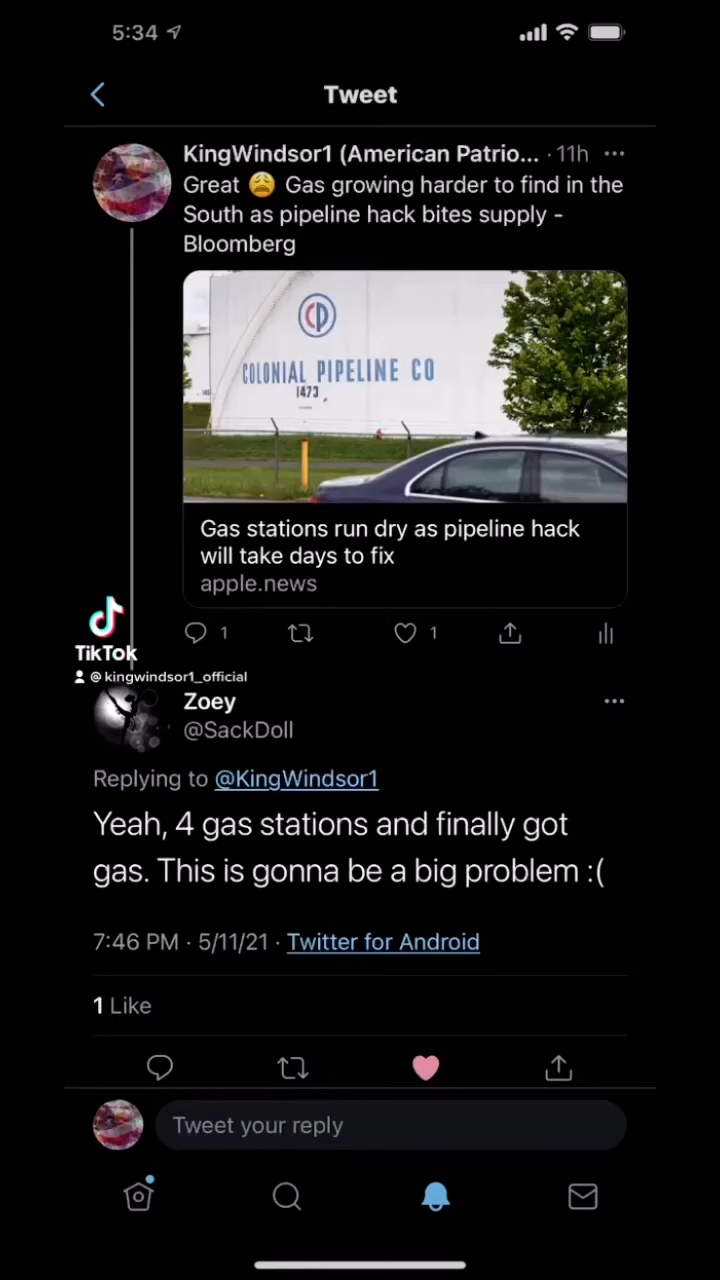 5:34
Tweet
KingWindsor1 (American Patrio... · 11h
Great 😩 Gas growing harder to find in the
South as pipeline hack bites supply -
Bloomberg
CP
COLONIAL PIPELINE CO
1473
Gas stations run dry as pipeline hack
will take days to fix
apple.news
1
1
TikTok
@kingwindsor1_official
Zoey
@SackDoll
Replying to @KingWindsor1
Yeah, 4 gas stations and finally got
gas. This is gonna be a big problem :(
7:46 PM · 5/11/21 · Twitter for Android
1 Like
Tweet your reply